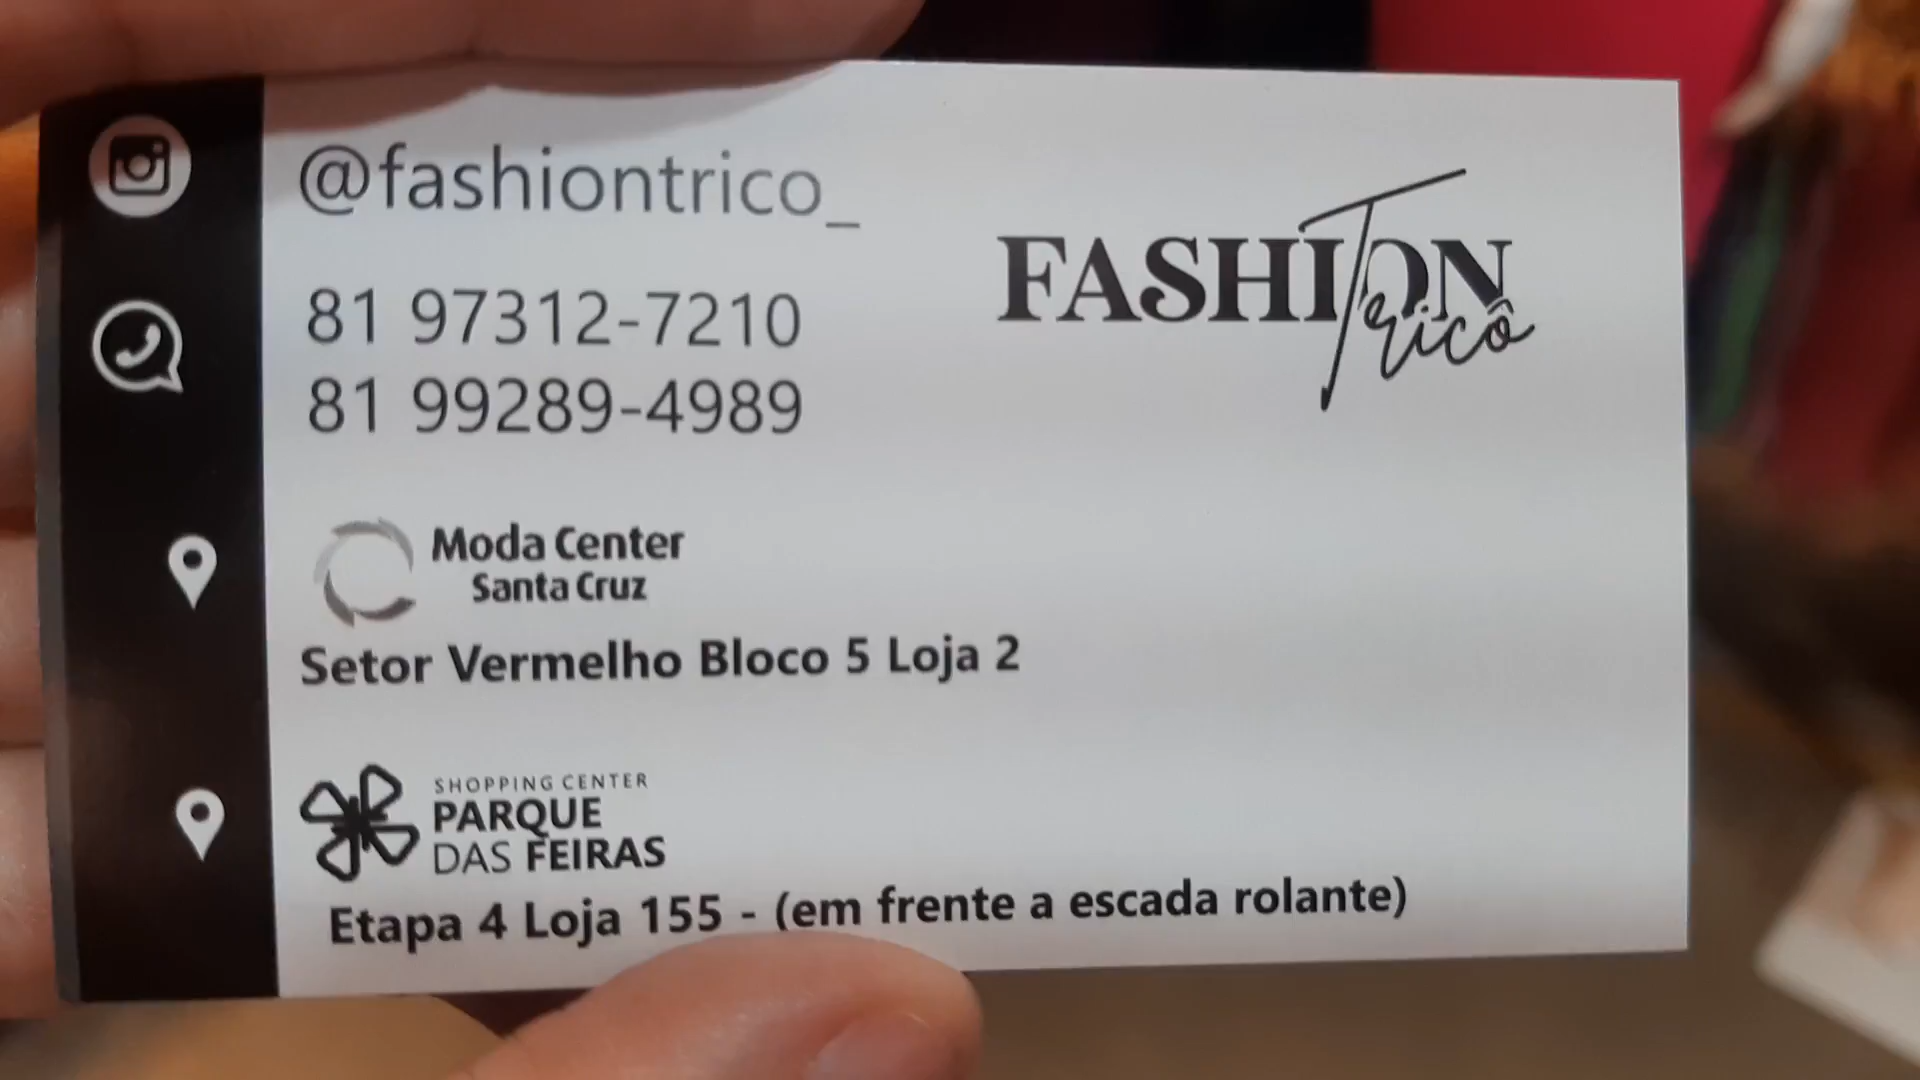 @fashiontrico_
81 97312-7210
81 99289-4989
FASHION
Tricô
Moda Center
Santa Cruz
Setor Vermelho Bloco 5 Loja 2
SHOPPING CENTER
PARQUE
DAS FEIRAS
Etapa 4 Loja 155 - (em frente a escada rolante)